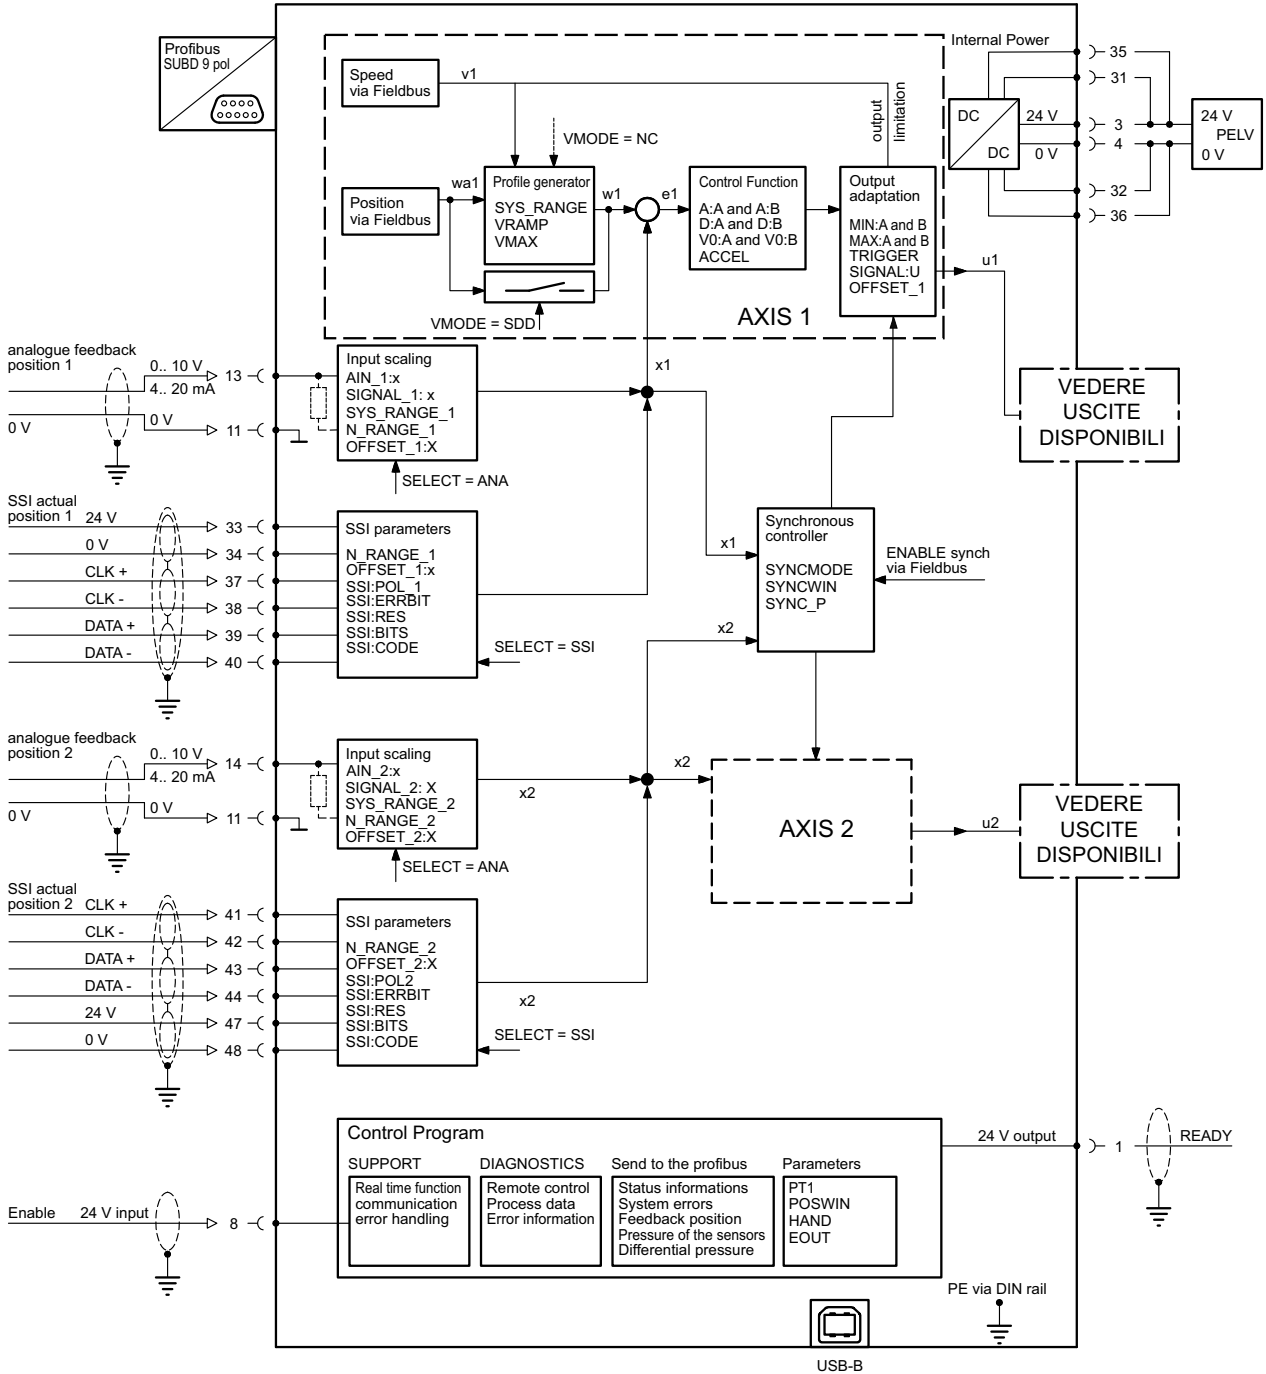 Profibus
SUBD 9 pol
Speed
via Fieldbus
v1
output
limitation
Internal Power
35
31
DC
DC
24 V
0 V
3
4
32
36
24 V
PELV
0 V
VMODE = NC
Position
via Fieldbus
wa1
Profile generator
SYS_RANGE
VRAMP
VMAX
w1
e1
Control Function
A:A and A:B
D:A and D:B
V0:A and V0:B
ACCEL
Output
adaptation
MIN:A and B
MAX:A and B
TRIGGER
SIGNAL:U
OFFSET_1
u1
VMODE = SDD
AXIS 1
analogue feedback
position 1
0.. 10 V
4.. 20 mA
0 V
0 V
13
11
Input scaling
AIN_1:x
SIGNAL_1: x
SYS_RANGE_1
N_RANGE_1
OFFSET_1:X
SELECT = ANA
x1
VEDERE
USCITE
DISPONIBILI
SSI actual
position 1
24 V
0 V
CLK +
CLK -
DATA +
DATA -
33
34
37
38
39
40
SSI parameters
N_RANGE_1
OFFSET_1:x
SSI:POL_1
SSI:ERRBIT
SSI:RES
SSI:BITS
SSI:CODE
SELECT = SSI
x1
x2
Synchronous
controller
SYNCMODE
SYNCWIN
SYNC_P
ENABLE synch
via Fieldbus
analogue feedback
position 2
0.. 10 V
4.. 20 mA
0 V
0 V
14
11
Input scaling
AIN_2:x
SIGNAL_2: X
SYS_RANGE_2
N_RANGE_2
OFFSET_2:X
SELECT = ANA
x2
x2
AXIS 2
u2
VEDERE
USCITE
DISPONIBILI
SSI actual
position 2
CLK +
CLK -
DATA +
DATA -
24 V
0 V
41
42
43
44
47
48
SSI parameters
N_RANGE_2
OFFSET_2:X
SSI:POL2
SSI:ERRBIT
SSI:RES
SSI:BITS
SSI:CODE
x2
SELECT = SSI
Control Program
SUPPORT
Real time function
communication
error handling
DIAGNOSTICS
Remote control
Process data
Error information
Send to the profibus
Status informations
System errors
Feedback position
Pressure of the sensors
Differential pressure
Parameters
PT1
POSWIN
HAND
EOUT
24 V output
1
READY
Enable
24 V input
8
PE via DIN rail
USB-B